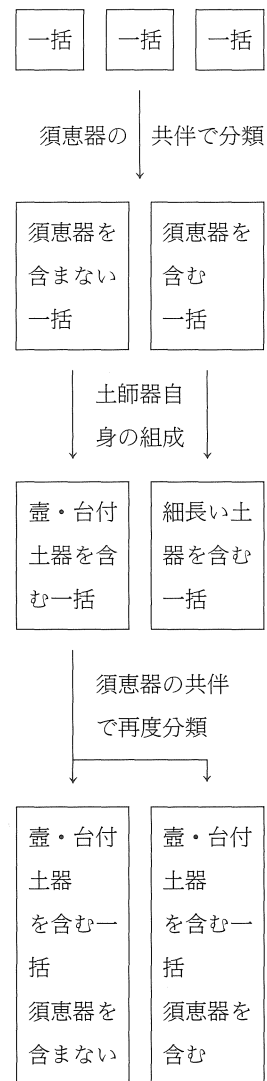 一括
一括
一括
須恵器の 共伴で分類
須恵器を
含まない
一括
須恵器を
含む
一括
土師器自
身の組成
壺・台付
土器を含
む一括
細長い土
器を含む
一括
須恵器の共伴
で再度分類
壺・台付
土器
を含む一
括
須恵器を
含まない
壺・台付
土器
を含む一
括
須恵器を
含む